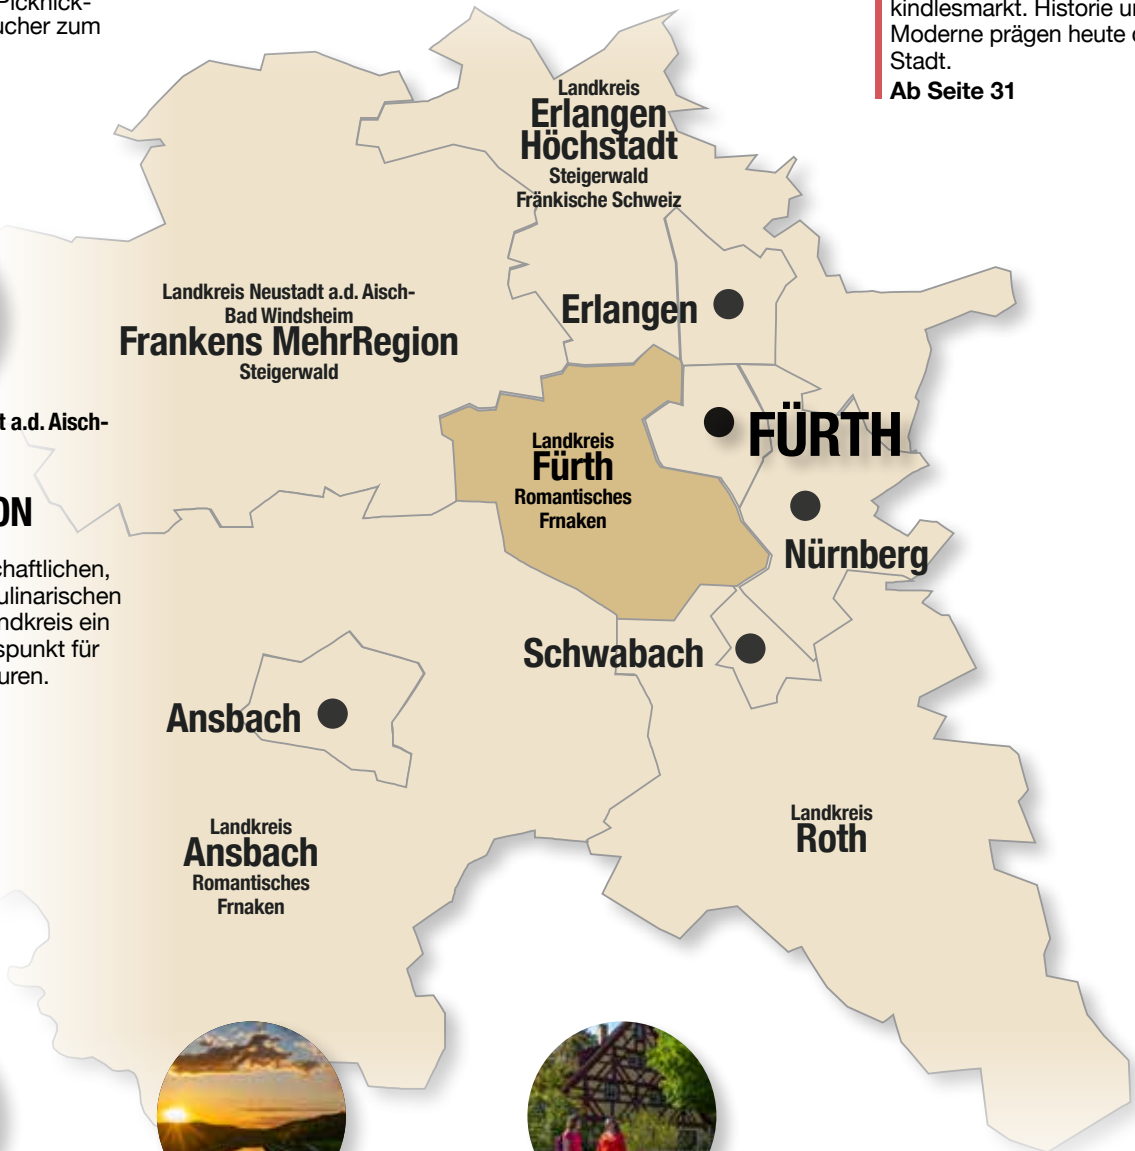 Picknick-
ucher zum
kindlesmarkt. Historie un
Moderne prägen heute d
Stadt.
Ab Seite 31
Landkreis
Erlangen
Höchstadt
Steigerwald
Fränkische Schweiz
Landkreis Neustadt a.d. Aisch-
Bad Windsheim
Frankens MehrRegion
Steigerwald
Erlangen
t a.d. Aisch-
FÜRTH
Landkreis
Fürth
Romantisches
Frnaken
ON
Nürnberg
chaftlichen,
ulinarischen
ndkreis ein
spunkt für
uren.
Schwabach
Ansbach
Landkreis
Ansbach
Romantisches
Frnaken
Landkreis
Roth